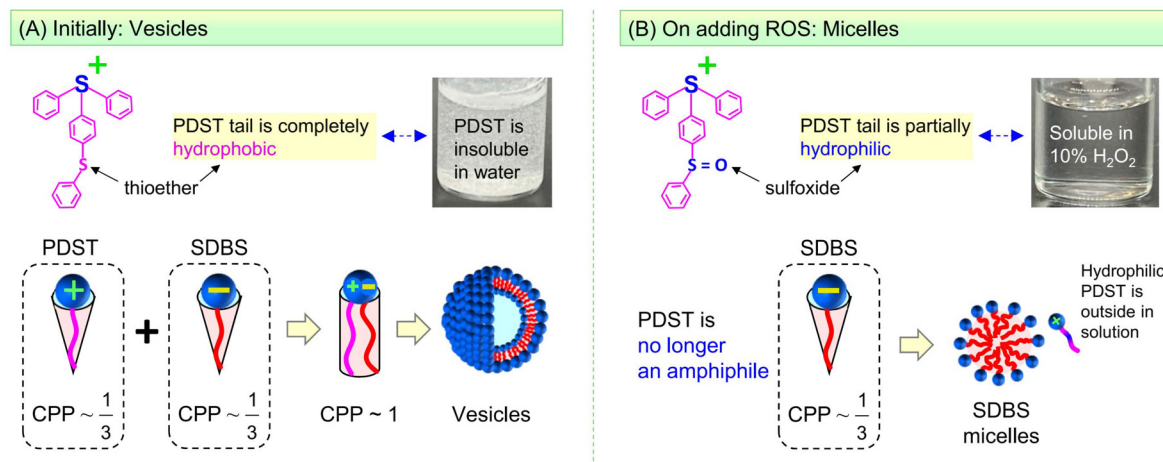 (A) Initially: Vesicles
+
S
PDST tail is completely
hydrophobic
PDST is
insoluble
in water
S
thioether
PDST
SDBS
+
+
−
+−
CPP ~ 1/3
CPP ~ 1/3
CPP ~ 1
Vesicles
(B) On adding ROS: Micelles
+
S
PDST tail is partially
hydrophilic
Soluble in
10% H₂O₂
S = O
sulfoxide
SDBS
−
PDST is
no longer
an amphiphile
CPP ~ 1/3
Hydrophilic
PDST is
outside in
solution
+
SDBS
micelles